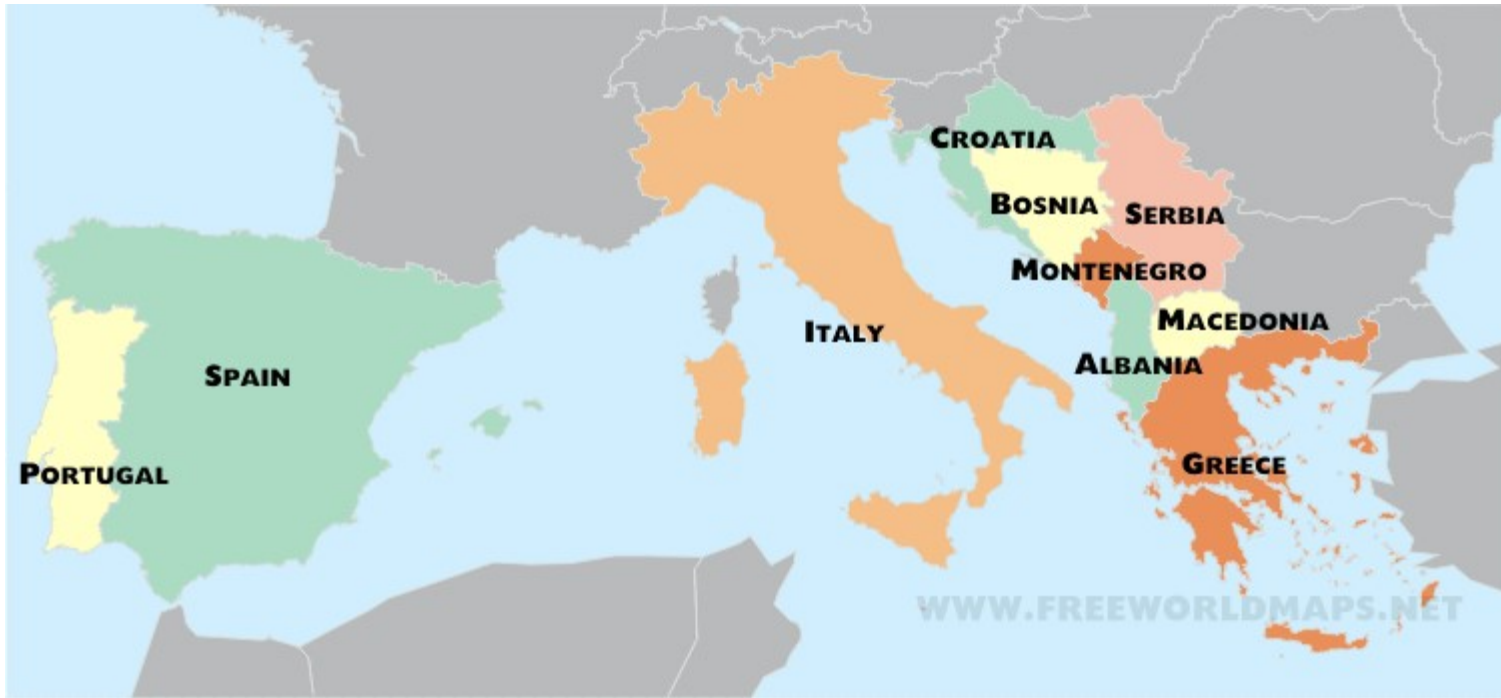 CROATIA
BOSNIA
SERBIA
MONTENEGRO
MACEDONIA
ITALY
ALBANIA
SPAIN
GREECE
PORTUGAL
WWW.FREEWORLDMAPS.NET